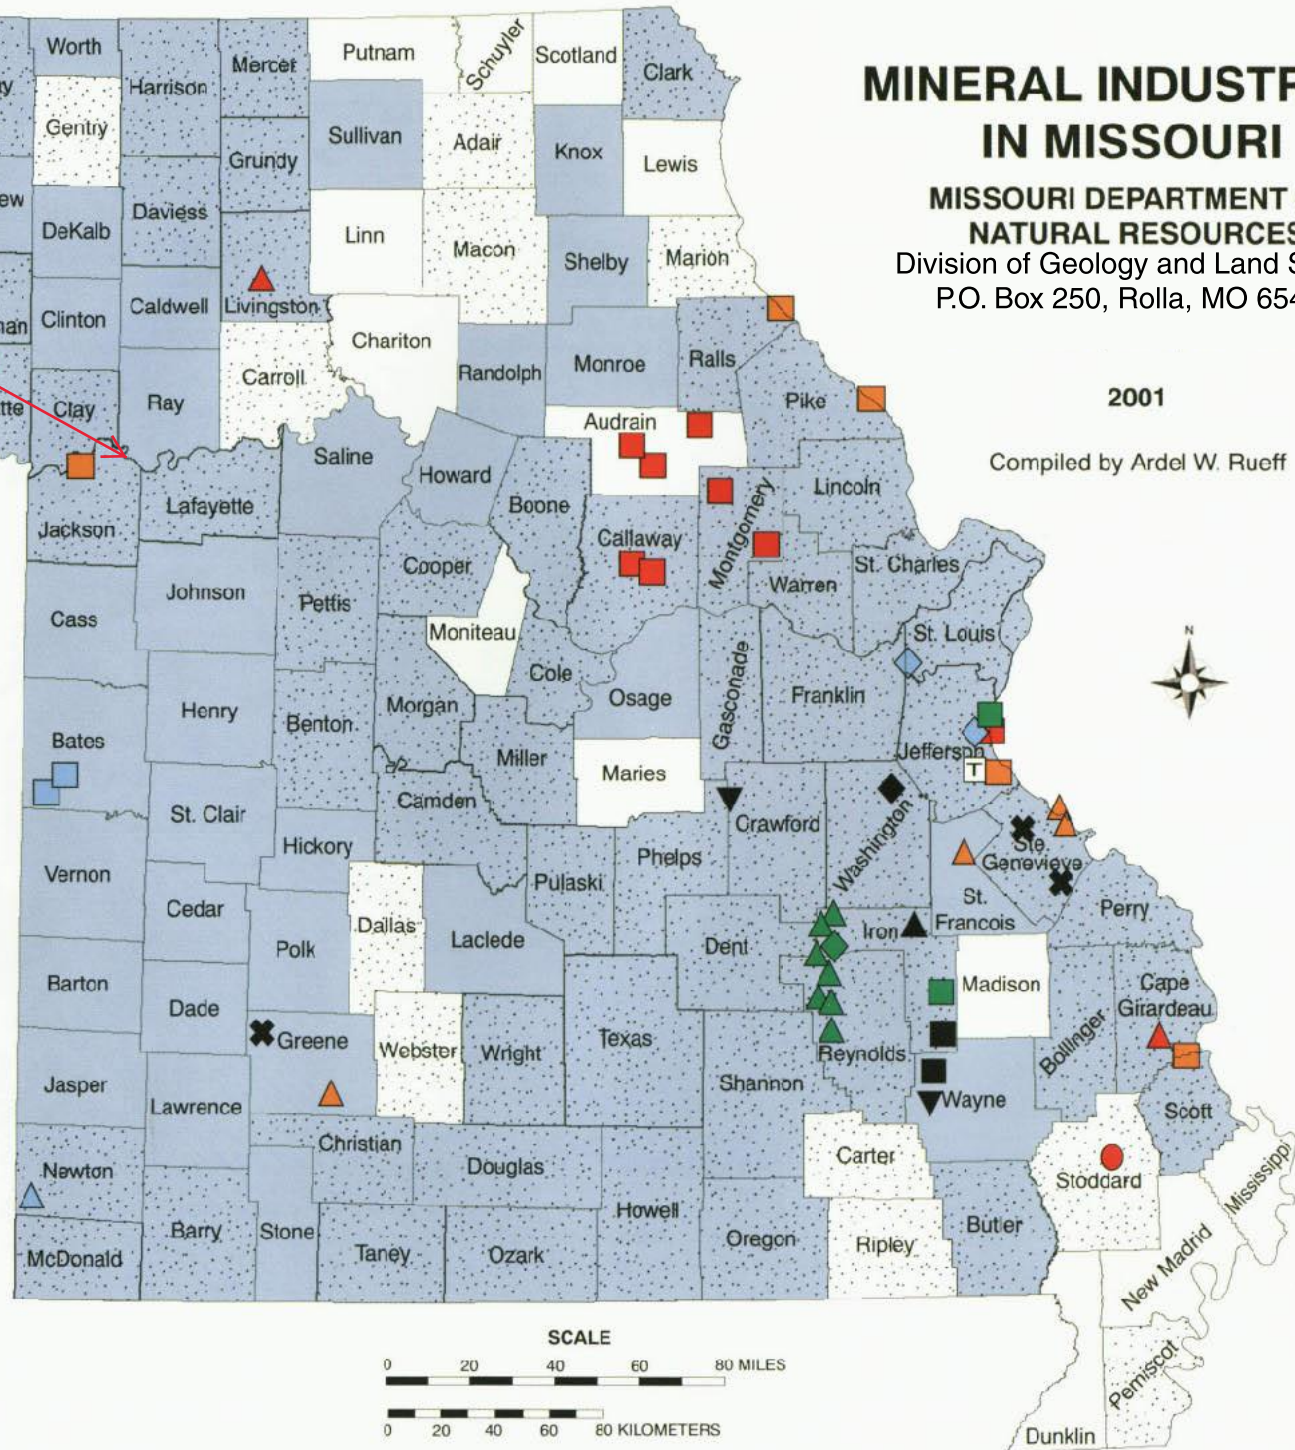 MINERAL INDUSTR
IN MISSOURI
MISSOURI DEPARTMENT
NATURAL RESOURCES
Division of Geology and Land S
P.O. Box 250, Rolla, MO 654
2001
Compiled by Ardel W. Rueff
N
Worth
Harrison
Mercer
Putnam
Schuyler
Scotland
Clark
y
Gentry
Sullivan
Adair
Knox
Lewis
Grundy
ew
DeKalb
Daviess
Linn
Macon
Shelby
Marion
Livingston
Clinton
Caldwell
nan
Chariton
Randolph
Monroe
Ralls
Carroll
tte
Clay
Ray
Pike
Audrain
Saline
Howard
Boone
Lafayette
Jackson
Lincoln
Montgomery
Callaway
Cooper
St. Charles
Warren
Johnson
Pettis
Cass
Moniteau
St. Louis
Cole
Osage
Gasconade
Franklin
Henry
Benton
Morgan
Bates
Miller
Maries
Jefferson
T
St. Clair
Camden
Crawford
Washington
Hickory
Phelps
Ste.
Genevieve
Vernon
Pulaski
Cedar
Dallas
St.
Francois
Perry
Polk
Laclede
Dent
Iron
Barton
Dade
Madison
Cape
Girardeau
Greene
Webster
Wright
Texas
Reynolds
Bollinger
Jasper
Shannon
Lawrence
Wayne
Scott
Christian
Newton
Douglas
Carter
Stoddard
Mississippi
Barry
Stone
Howell
McDonald
Taney
Ozark
Oregon
Ripley
Butler
New Madrid
Pemiscot
Dunklin
SCALE
0 20 40 60 80 MILES
0 20 40 60 80 KILOMETERS